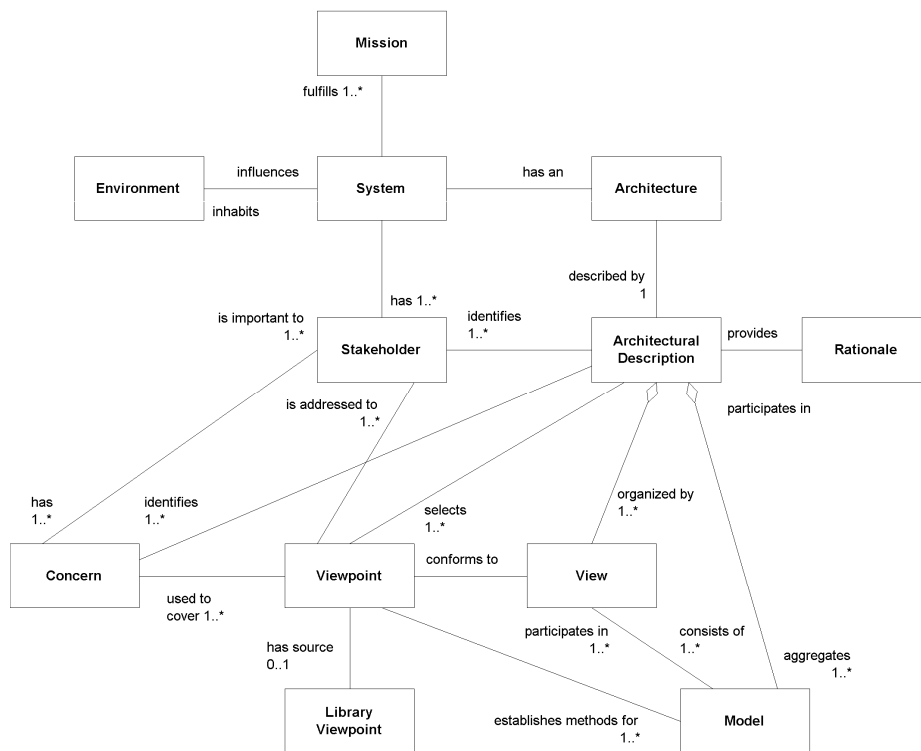 Mission
fulfills 1..*
Environment
influences
inhabits
System
has an
Architecture
described by
1
has 1..*
is important to
1..*
Stakeholder
identifies
1..*
Architectural
Description
provides
Rationale
is addressed to
1..*
participates in
has
1..*
identifies
1..*
selects
1..*
organized by
1..*
Concern
used to
cover 1..*
Viewpoint
conforms to
View
has source
0..1
participates in
1..*
consists of
1..*
aggregates
1..*
Library
Viewpoint
establishes methods for
1..*
Model